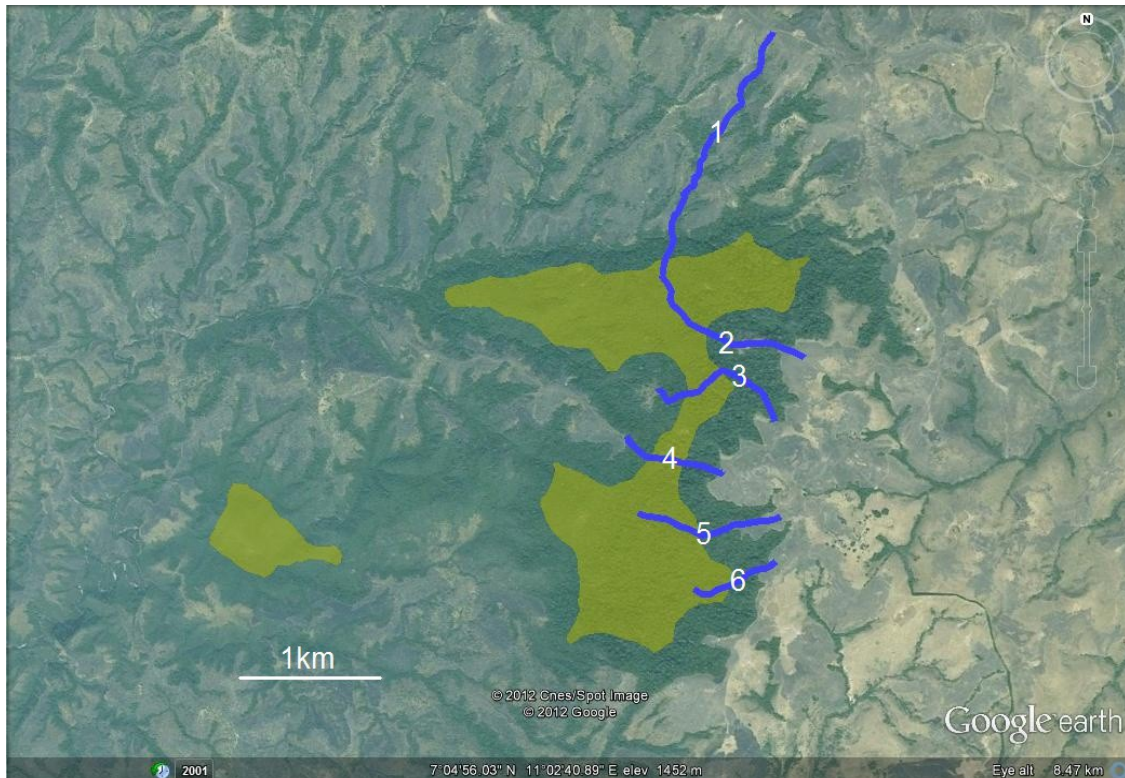 N
1
2
3
4
5
6
1km
© 2012 Cnes/Spot Image
© 2012 Google
Google earth
2001
7°04'56.03" N 11°02'40.89" E elev 1452 m
Eye alt 8.47 km